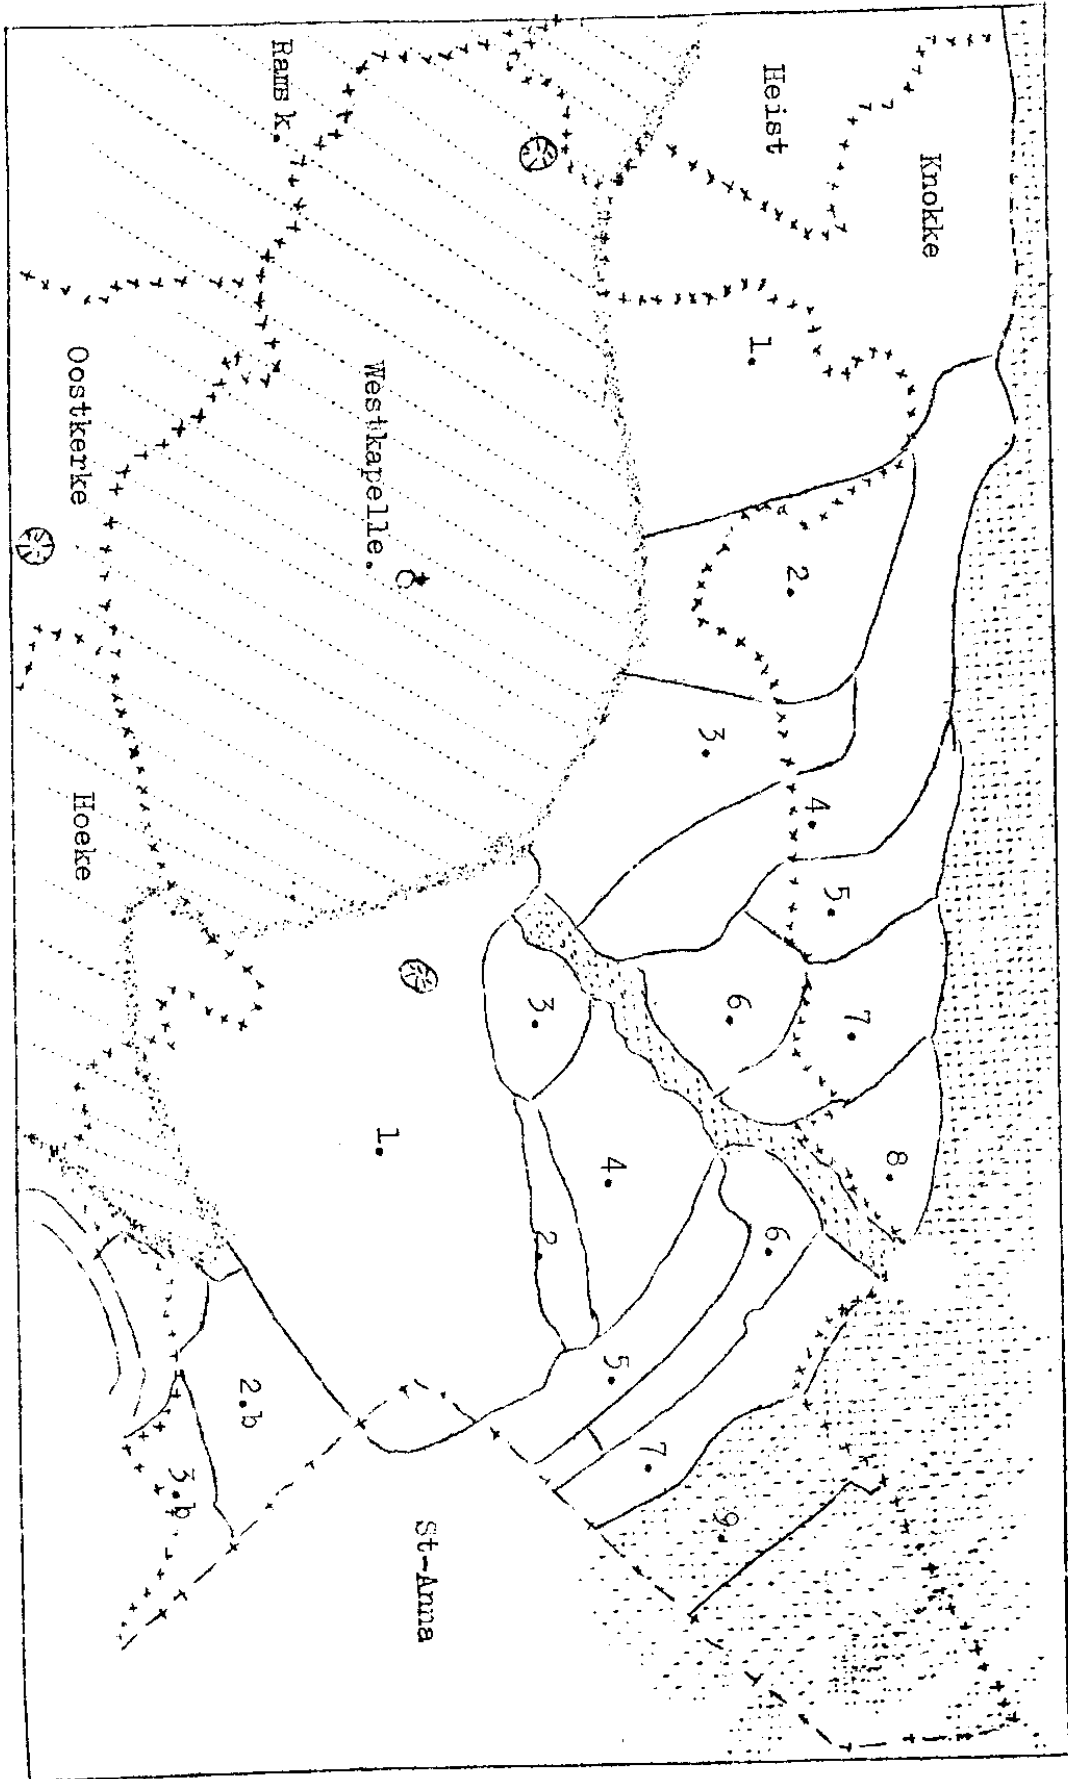 Knokke
Heist
Rams k.
1.
2.
Westkapelle.
Oostkerke
3.
4.
5.
Hoeke
6.
7.
8.
3.
4.
1.
2.
6.
5.
7.
9.
2.b
3.b
St-Anna